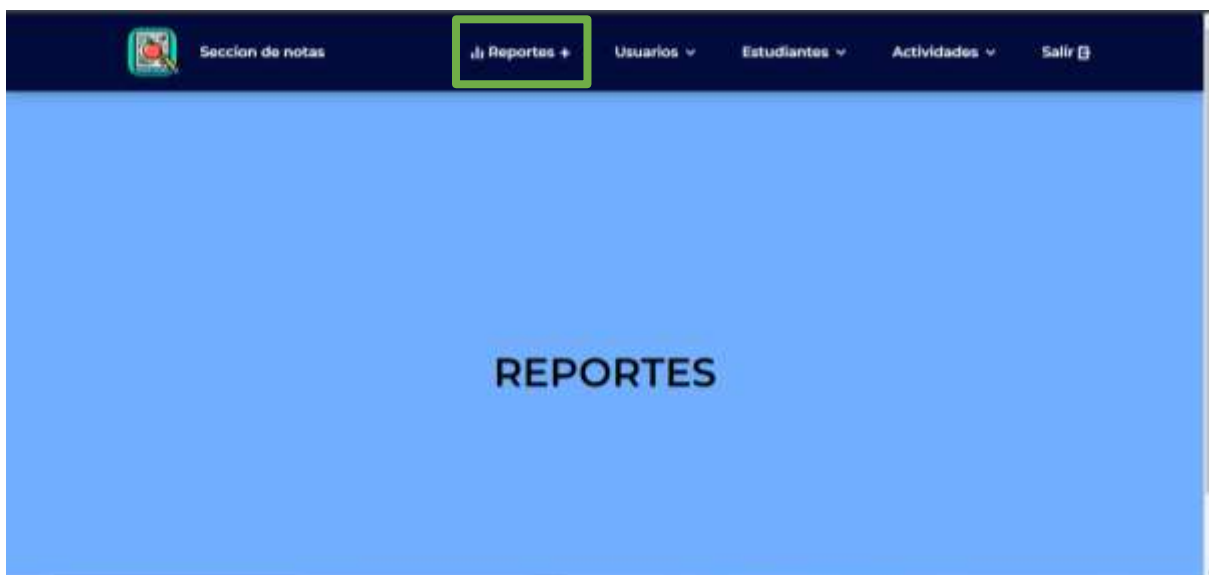 Seccion de notas
Reportes +
Usuarios
Estudiantes
Actividades
Salir
REPORTES